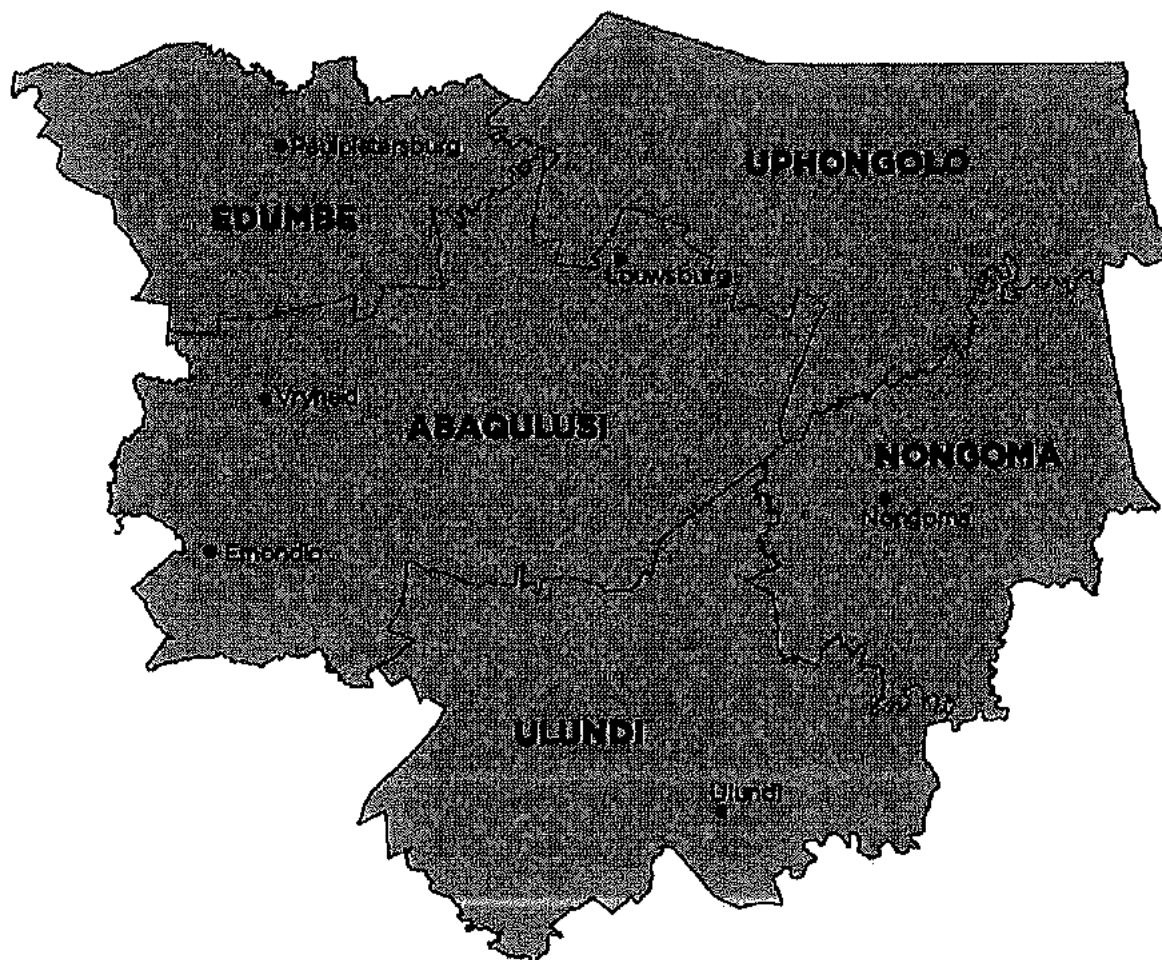 Paulpietersburg
UPHONGOLO
EDUMBE
Louwsburg
Vryheid
ABAQULUSI
NONGOMA
Nongoma
Emondlo
ULUNDI
Ulundi